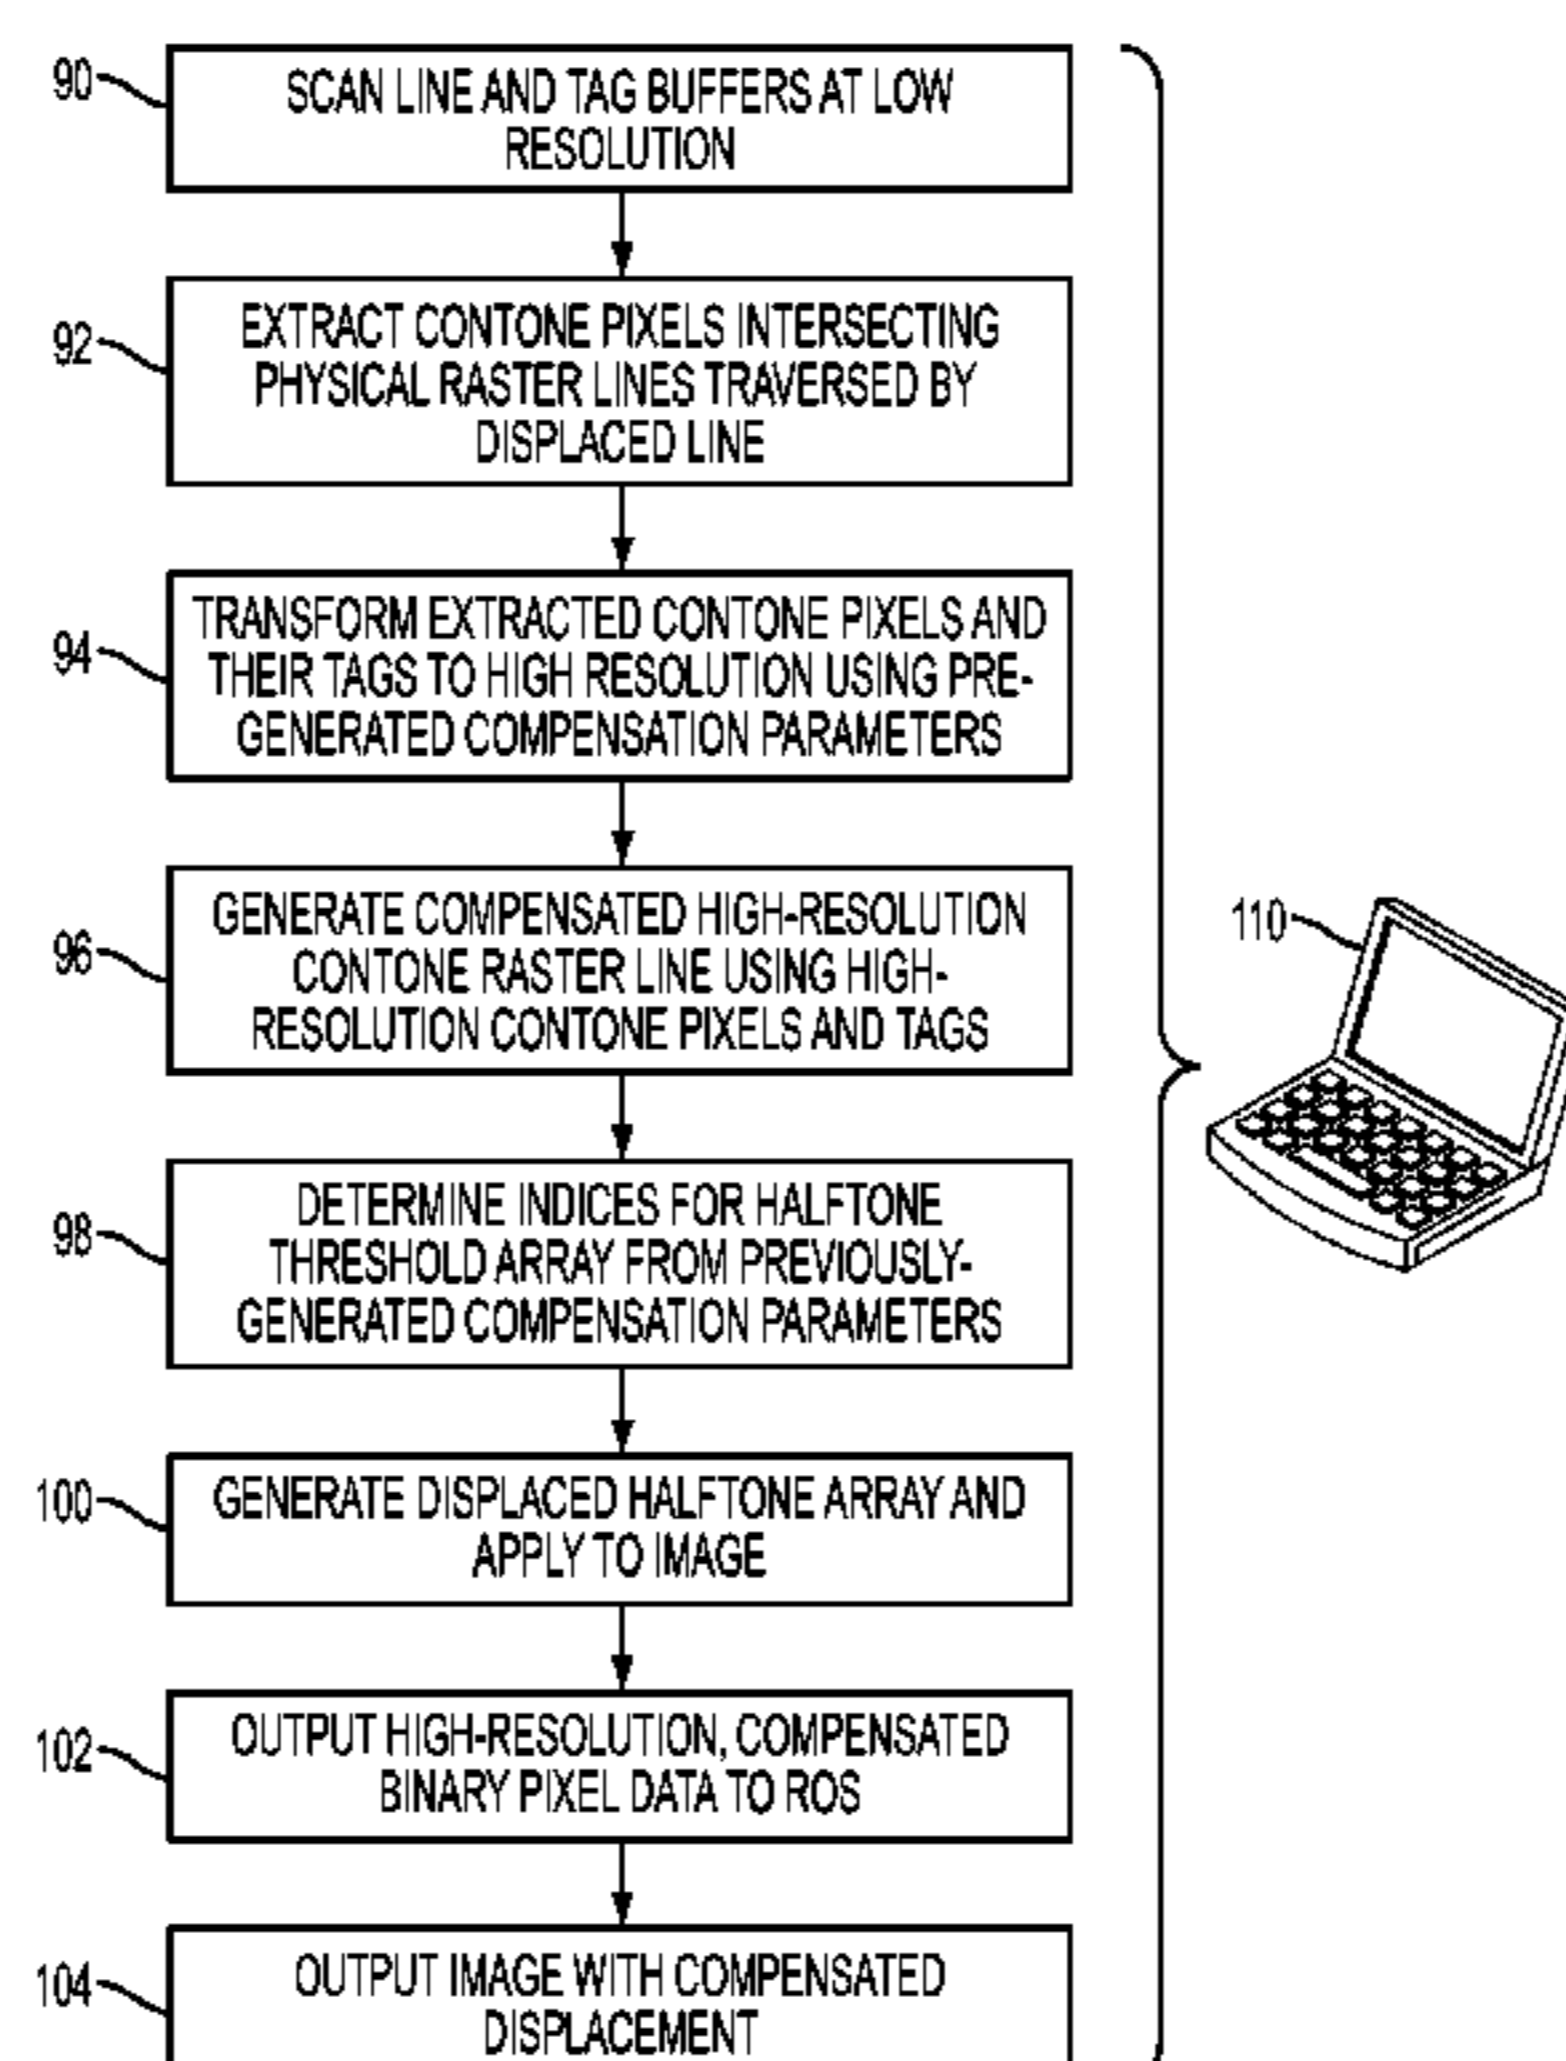 90
SCAN LINE AND TAG BUFFERS AT LOW
RESOLUTION
92
EXTRACT CONTONE PIXELS INTERSECTING
PHYSICAL RASTER LINES TRAVERSED BY
DISPLACED LINE
94
TRANSFORM EXTRACTED CONTONE PIXELS AND
THEIR TAGS TO HIGH RESOLUTION USING PRE-
GENERATED COMPENSATION PARAMETERS
96
GENERATE COMPENSATED HIGH-RESOLUTION
CONTONE RASTER LINE USING HIGH-
RESOLUTION CONTONE PIXELS AND TAGS
110
98
DETERMINE INDICES FOR HALFTONE
THRESHOLD ARRAY FROM PREVIOUSLY-
GENERATED COMPENSATION PARAMETERS
100
GENERATE DISPLACED HALFTONE ARRAY AND
APPLY TO IMAGE
102
OUTPUT HIGH-RESOLUTION, COMPENSATED
BINARY PIXEL DATA TO ROS
104
OUTPUT IMAGE WITH COMPENSATED
DISPLACEMENT